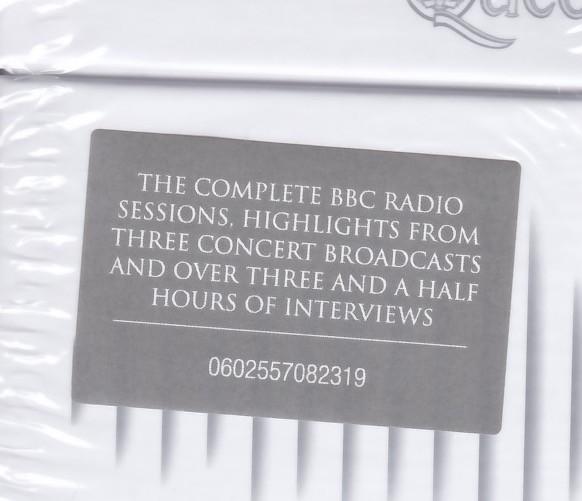 Quee
THE COMPLETE BBC RADIO
SESSIONS, HIGHLIGHTS FROM
THREE CONCERT BROADCASTS
AND OVER THREE AND A HALF
HOURS OF INTERVIEWS
0602557082319